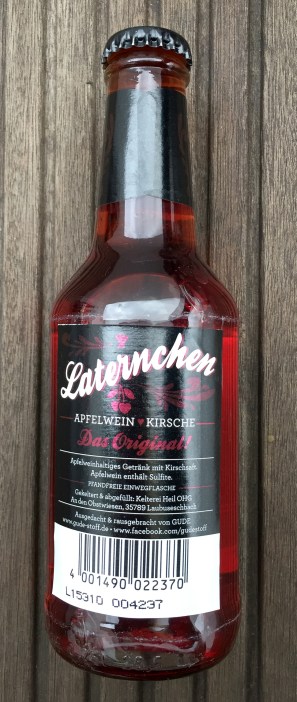 Laternchen
APFELWEIN ♥ KIRSCHE
Das Original!
Apfelweinhaltiges Getränk mit Kirschsaft.
Apfelwein enthält Sulfite.
PFANDFREIE EINWEGFLASCHE
Gekeltert & abgefüllt: Kelterei Heil OHG
An den Obstwiesen, 35789 Laubuseschbach
Ausgedacht & rausgebracht von GUDE
www.gude-stoff.de • www.facebook.com/gudestoff
4 001490 022370
L15310 004237